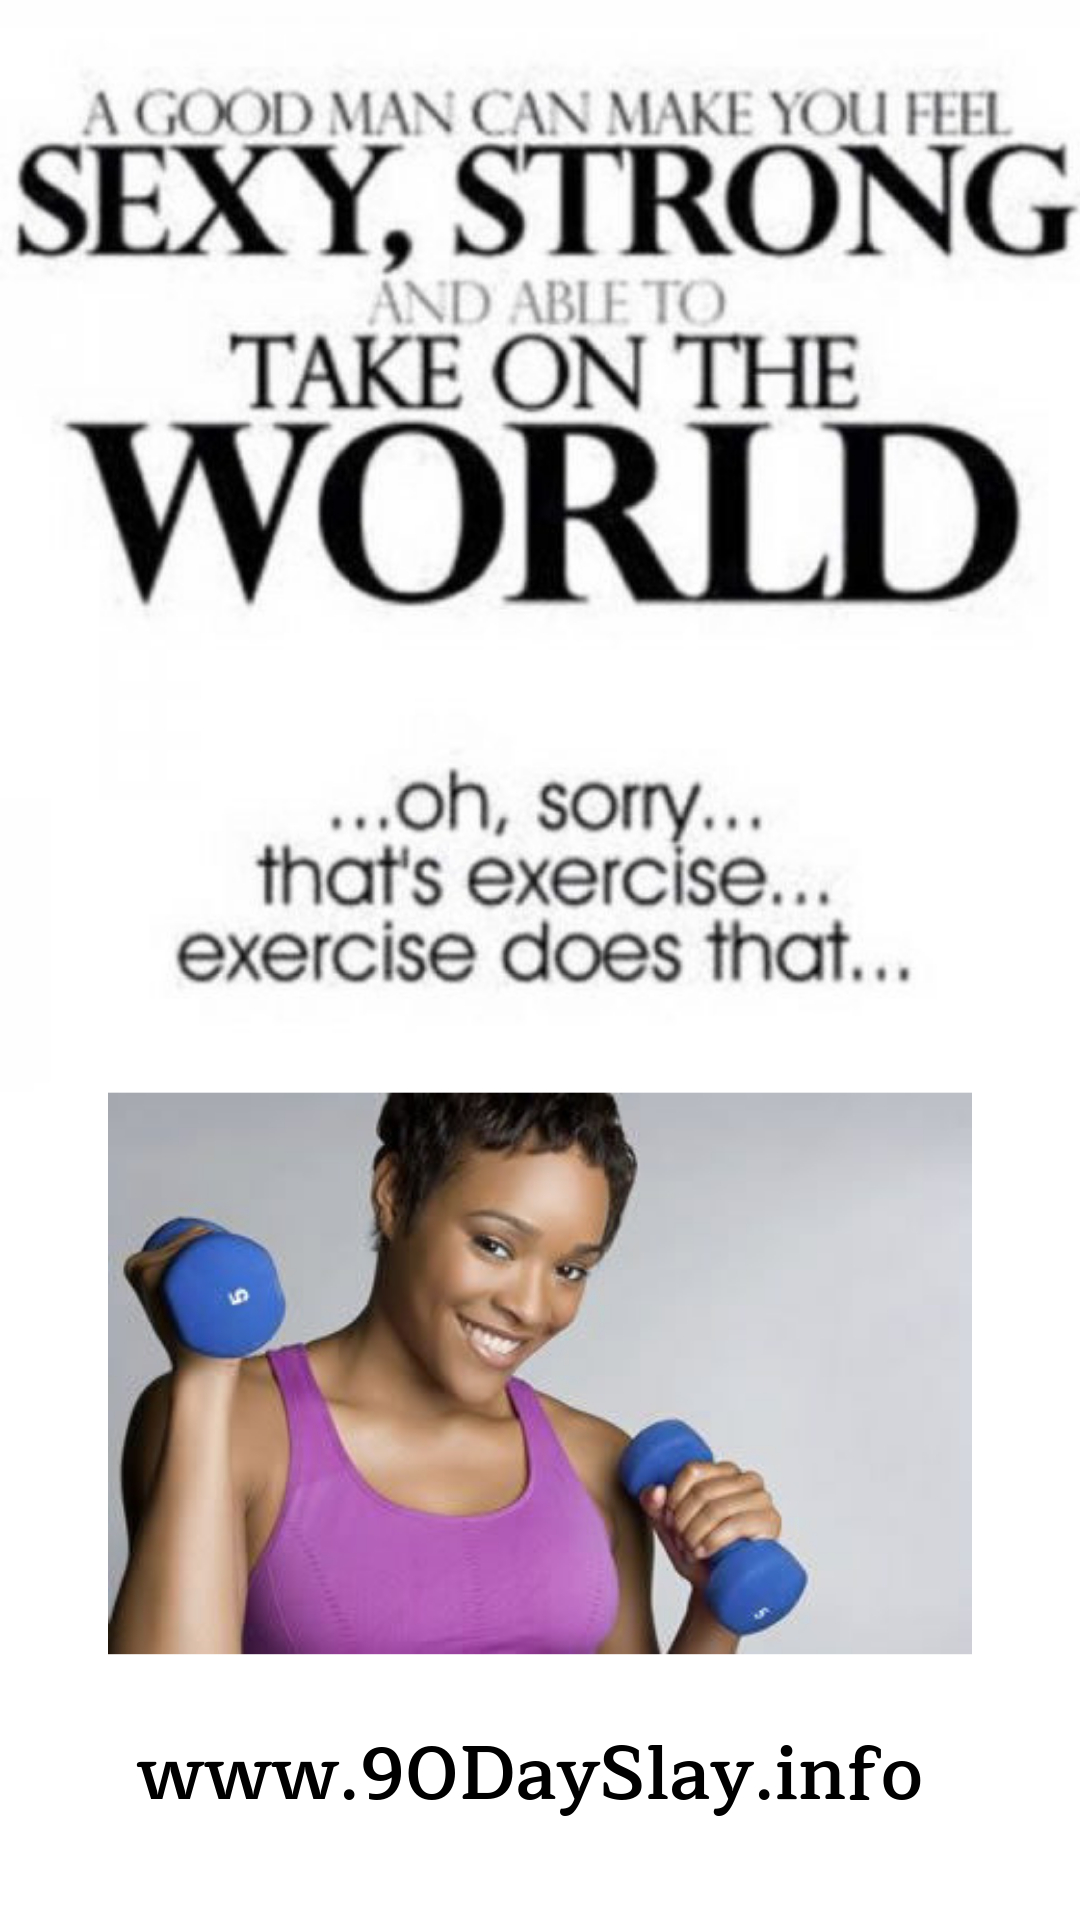 A GOOD MAN CAN MAKE YOU FEEL
SEXY, STRONG
AND ABLE TO
TAKE ON THE
WORLD
...oh, sorry...
that's exercise...
exercise does that...
5
5
www.90DaySlay.info